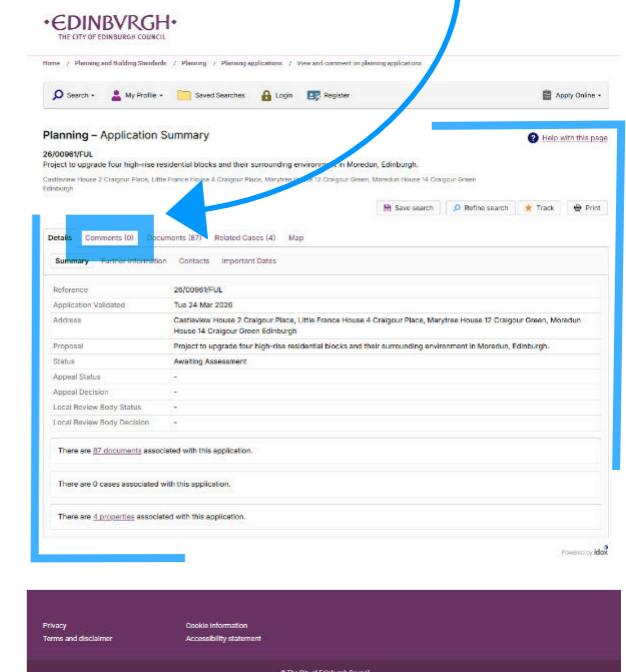 •EDINBVRGH•
THE CITY OF EDINBURGH COUNCIL
Home / Planning and Building Standards / Planning / Planning applications / View and comment on planning applications
Search My Profile Saved Searches Login Register Apply Online
Planning – Application Summary
Help with this page
26/00961/FUL
Project to upgrade four high-rise residential blocks and their surrounding environment in Moredun, Edinburgh.
Castleview House 2 Craigour Place, Little France House 4 Craigour Place, Marytree House 12 Craigour Green, Moredun House 14 Craigour Green
Edinburgh
Save search Refine search Track Print
Details Comments (0) Documents (87) Related Cases (4) Map
Summary Further Information Contacts Important Dates
Reference 26/00961/FUL
Application Validated Tue 24 Mar 2026
Address Castleview House 2 Craigour Place, Little France House 4 Craigour Place, Marytree House 12 Craigour Green, Moredun
House 14 Craigour Green Edinburgh
Proposal Project to upgrade four high-rise residential blocks and their surrounding environment in Moredun, Edinburgh.
Status Awaiting Assessment
Appeal Status -
Appeal Decision -
Local Review Body Status -
Local Review Body Decision -
There are 87 documents associated with this application.
There are 0 cases associated with this application.
There are 4 properties associated with this application.
Powered by idox
Privacy Cookie Information
Terms and disclaimer Accessibility statement
© The City of Edinburgh Council